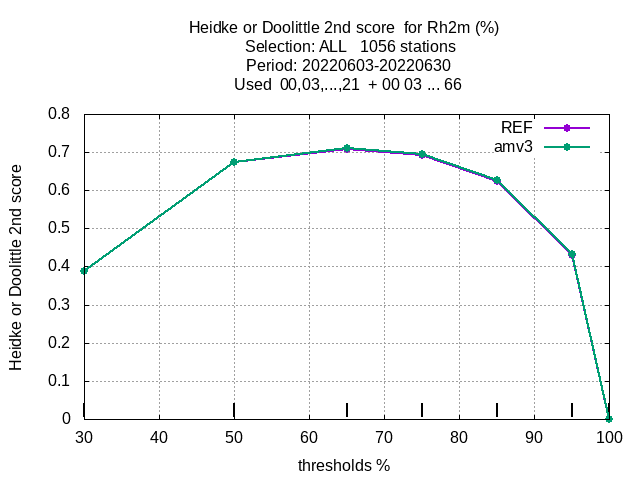 Heidke or Doolittle 2nd score  for Rh2m (%)
Selection: ALL   1056 stations
Period: 20220603-20220630
Used  00,03,...,21  + 00 03 ... 66
REF
amv3
Heidke or Doolittle 2nd score
0.8
0.7
0.6
0.5
0.4
0.3
0.2
0.1
0
30 40 50 60 70 80 90 100
thresholds %